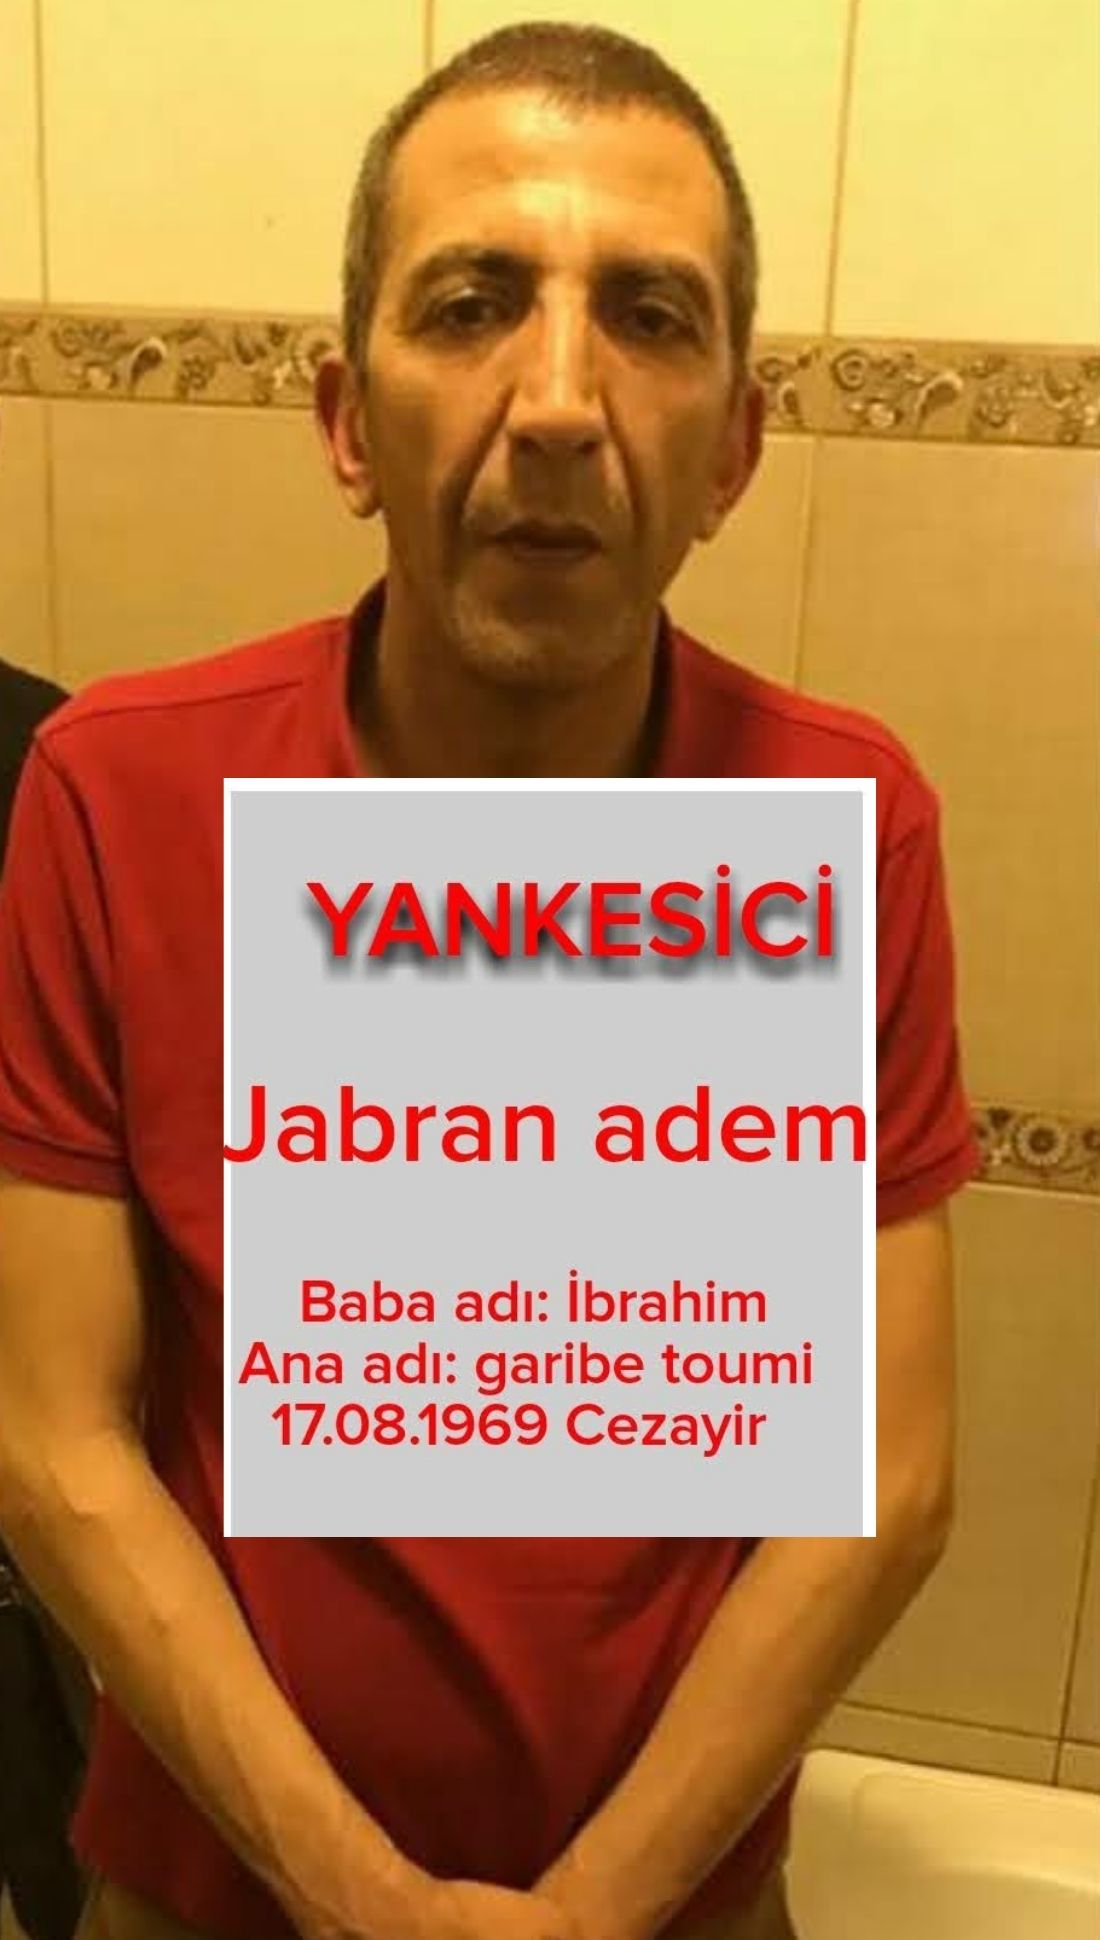 YANKESİCİ
Jabran adem
Baba adı: İbrahim
Ana adı: garibe toumi
17.08.1969 Cezayir